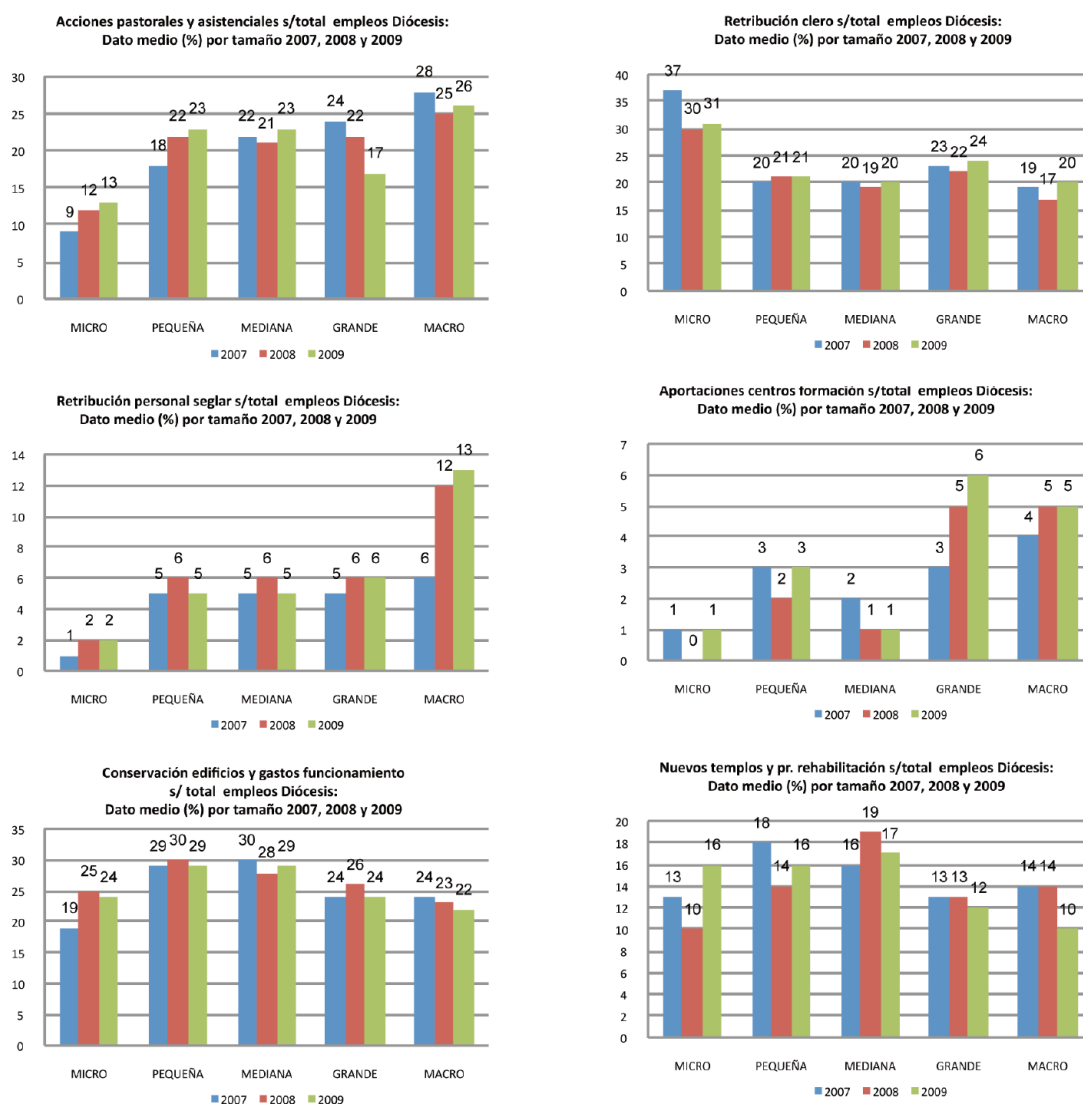 Acciones pastorales y asistenciales s/total empleos Diócesis:
Dato medio (%) por tamaño 2007, 2008 y 2009
30
25
20
15
10
5
0
9 12 13
18 22 23
22 21 23
24 22 17
28 25 26
MICRO PEQUEÑA MEDIANA GRANDE MACRO
2007 2008 2009
Retribución clero s/total empleos Diócesis:
Dato medio (%) por tamaño 2007, 2008 y 2009
40
35
30
25
20
15
10
5
0
37 30 31
20 21 21
20 19 20
23 22 24
19 17 20
MICRO PEQUEÑA MEDIANA GRANDE MACRO
2007 2008 2009
Retribución personal seglar s/total empleos Diócesis:
Dato medio (%) por tamaño 2007, 2008 y 2009
14
12
10
8
6
4
2
0
1 2 2
5 6 5
5 6 5
5 6 6
6 12 13
MICRO PEQUEÑA MEDIANA GRANDE MACRO
2007 2008 2009
Aportaciones centros formación s/total empleos Diócesis:
Dato medio (%) por tamaño 2007, 2008 y 2009
7
6
5
4
3
2
1
0
1 0 1
3 2 3
2 1 1
3 5 6
4 5 5
MICRO PEQUEÑA MEDIANA GRANDE MACRO
2007 2008 2009
Conservación edificios y gastos funcionamiento
s/ total empleos Diócesis:
Dato medio (%) por tamaño 2007, 2008 y 2009
35
30
25
20
15
10
5
0
19 25 24
29 30 29
30 28 29
24 26 24
24 23 22
MICRO PEQUEÑA MEDIANA GRANDE MACRO
2007 2008 2009
Nuevos templos y pr. rehabilitación s/total empleos Diócesis:
Dato medio (%) por tamaño 2007, 2008 y 2009
20
18
16
14
12
10
8
6
4
2
0
13 10 16
18 14 16
16 19 17
13 13 12
14 14 10
MICRO PEQUEÑA MEDIANA GRANDE MACRO
2007 2008 2009